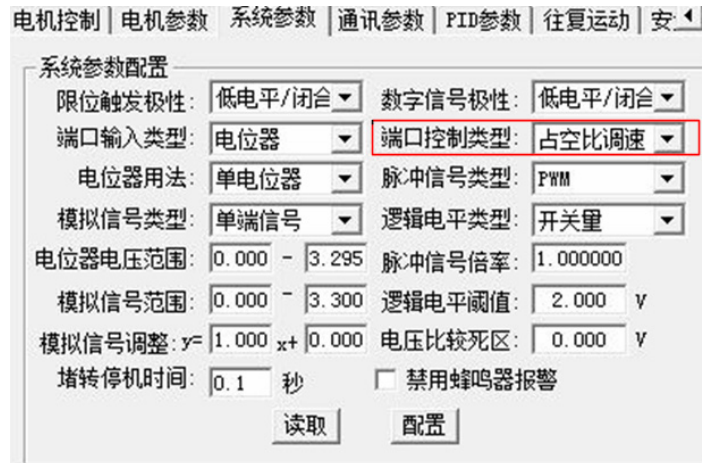 电机控制 电机参数 系统参数 通讯参数 PID参数 往复运动 安
系统参数配置
限位触发极性: 低电平/闭合 数字信号极性: 低电平/闭合
端口输入类型: 电位器 端口控制类型: 占空比调速
电位器用法: 单电位器 脉冲信号类型: PWM
模拟信号类型: 单端信号 逻辑电平类型: 开关量
电位器电压范围: 0.000 - 3.295 脉冲信号倍率: 1.000000
模拟信号范围: 0.000 - 3.300 逻辑电平阈值: 2.000 V
模拟信号调整: y= 1.000 x+ 0.000 电压比较死区: 0.000 V
堵转停机时间: 0.1 秒 禁用蜂鸣器报警
读取 配置